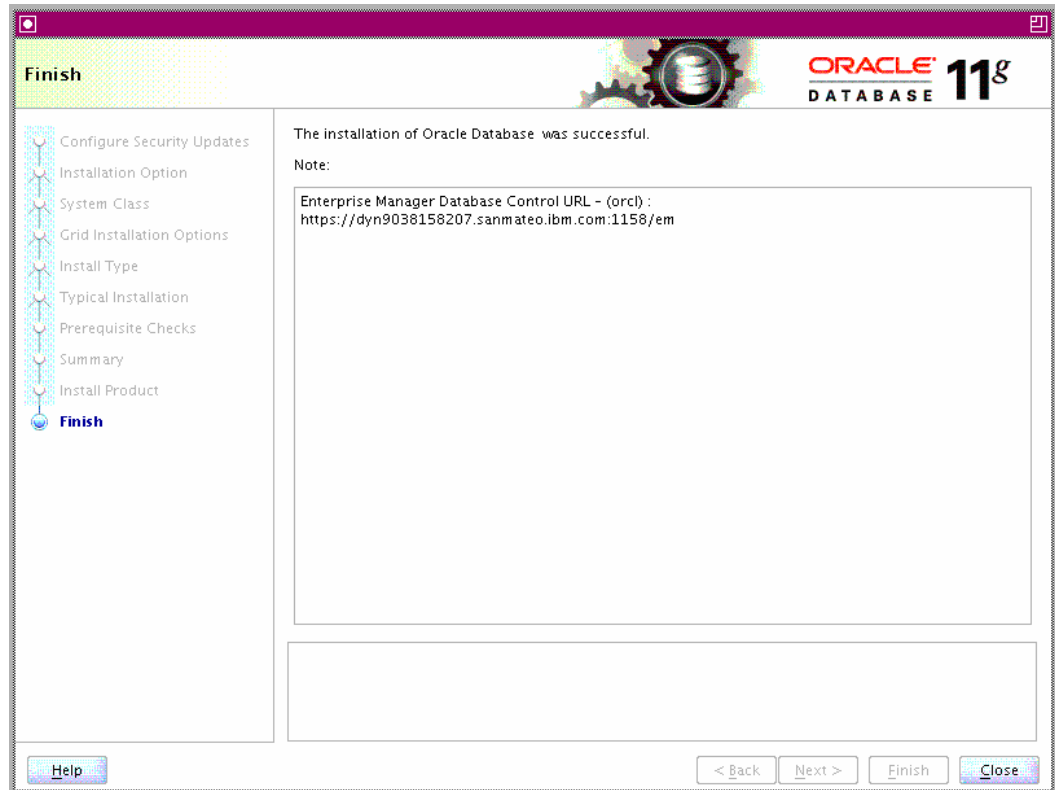 Finish
ORACLE 11g
DATABASE
Configure Security Updates
Installation Option
System Class
Grid Installation Options
Install Type
Typical Installation
Prerequisite Checks
Summary
Install Product
Finish
The installation of Oracle Database was successful.
Note:
Enterprise Manager Database Control URL - (orcl) :
https://dyn9038158207.sanmateo.ibm.com:1158/em
Help
< Back
Next >
Finish
Close